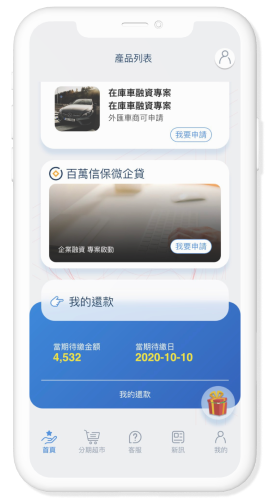 產品列表
在庫車融資專案
在庫車融資專案
外匯車商可申請
我要申請
百萬信保微企貸
企業融資 專案啟動
我要申請
我的還款
當期待繳金額
當期待繳日
4,532
2020-10-10
我的還款
首頁
分期超市
客服
新訊
我的